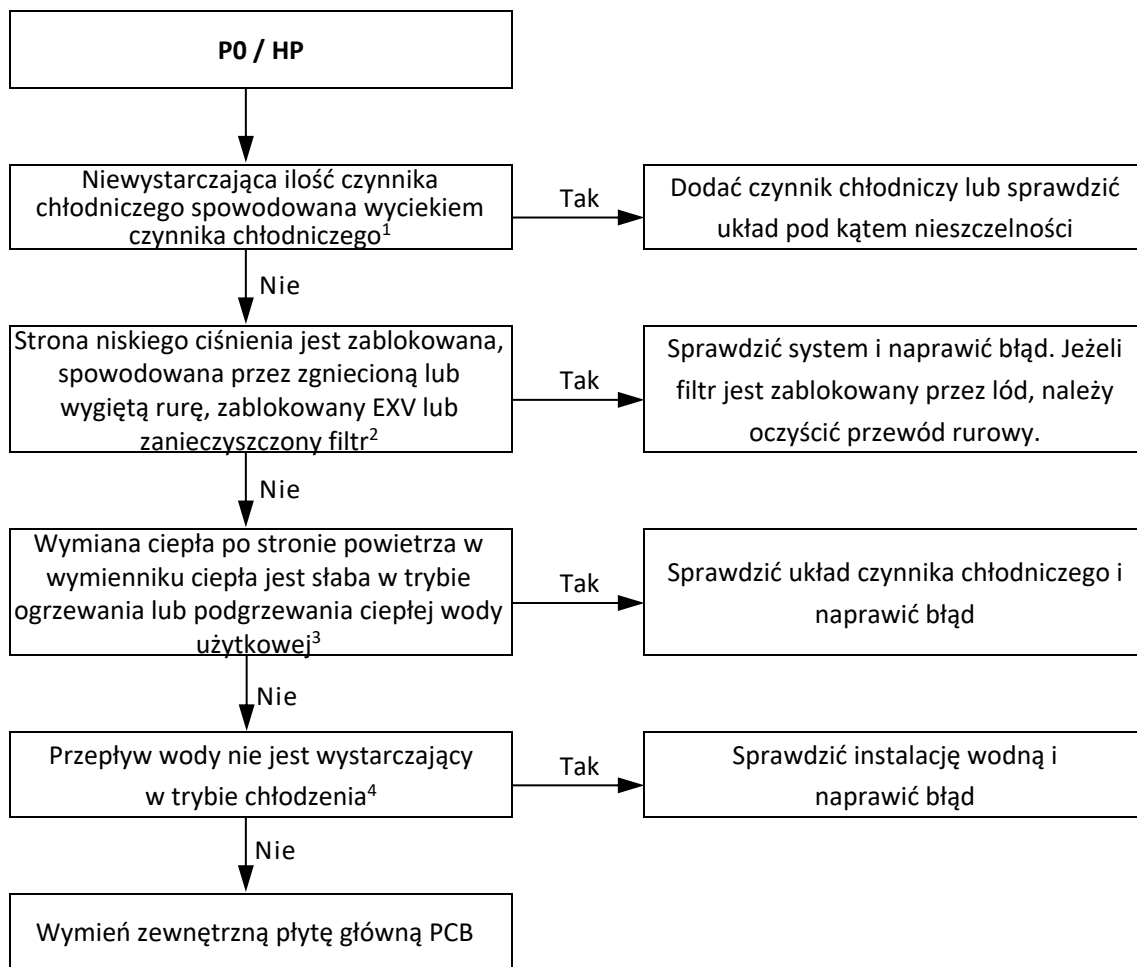 P0 / HP
Niewystarczająca ilość czynnika
chłodniczego spowodowana wyciekiem
czynnika chłodniczego¹
Tak
Dodać czynnik chłodniczy lub sprawdzić
układ pod kątem nieszczelności
Nie
Strona niskiego ciśnienia jest zablokowana,
spowodowana przez zgniecioną lub
wygiętą rurę, zablokowany EXV lub
zanieczyszczony filtr²
Tak
Sprawdzić system i naprawić błąd. Jeżeli
filtr jest zablokowany przez lód, należy
oczyścić przewód rurowy.
Nie
Wymiana ciepła po stronie powietrza w
wymienniku ciepła jest słaba w trybie
ogrzewania lub podgrzewania ciepłej wody
użytkowej³
Tak
Sprawdzić układ czynnika chłodniczego i
naprawić błąd
Nie
Przepływ wody nie jest wystarczający
w trybie chłodzenia⁴
Tak
Sprawdzić instalację wodną i
naprawić błąd
Nie
Wymień zewnętrzną płytę główną PCB